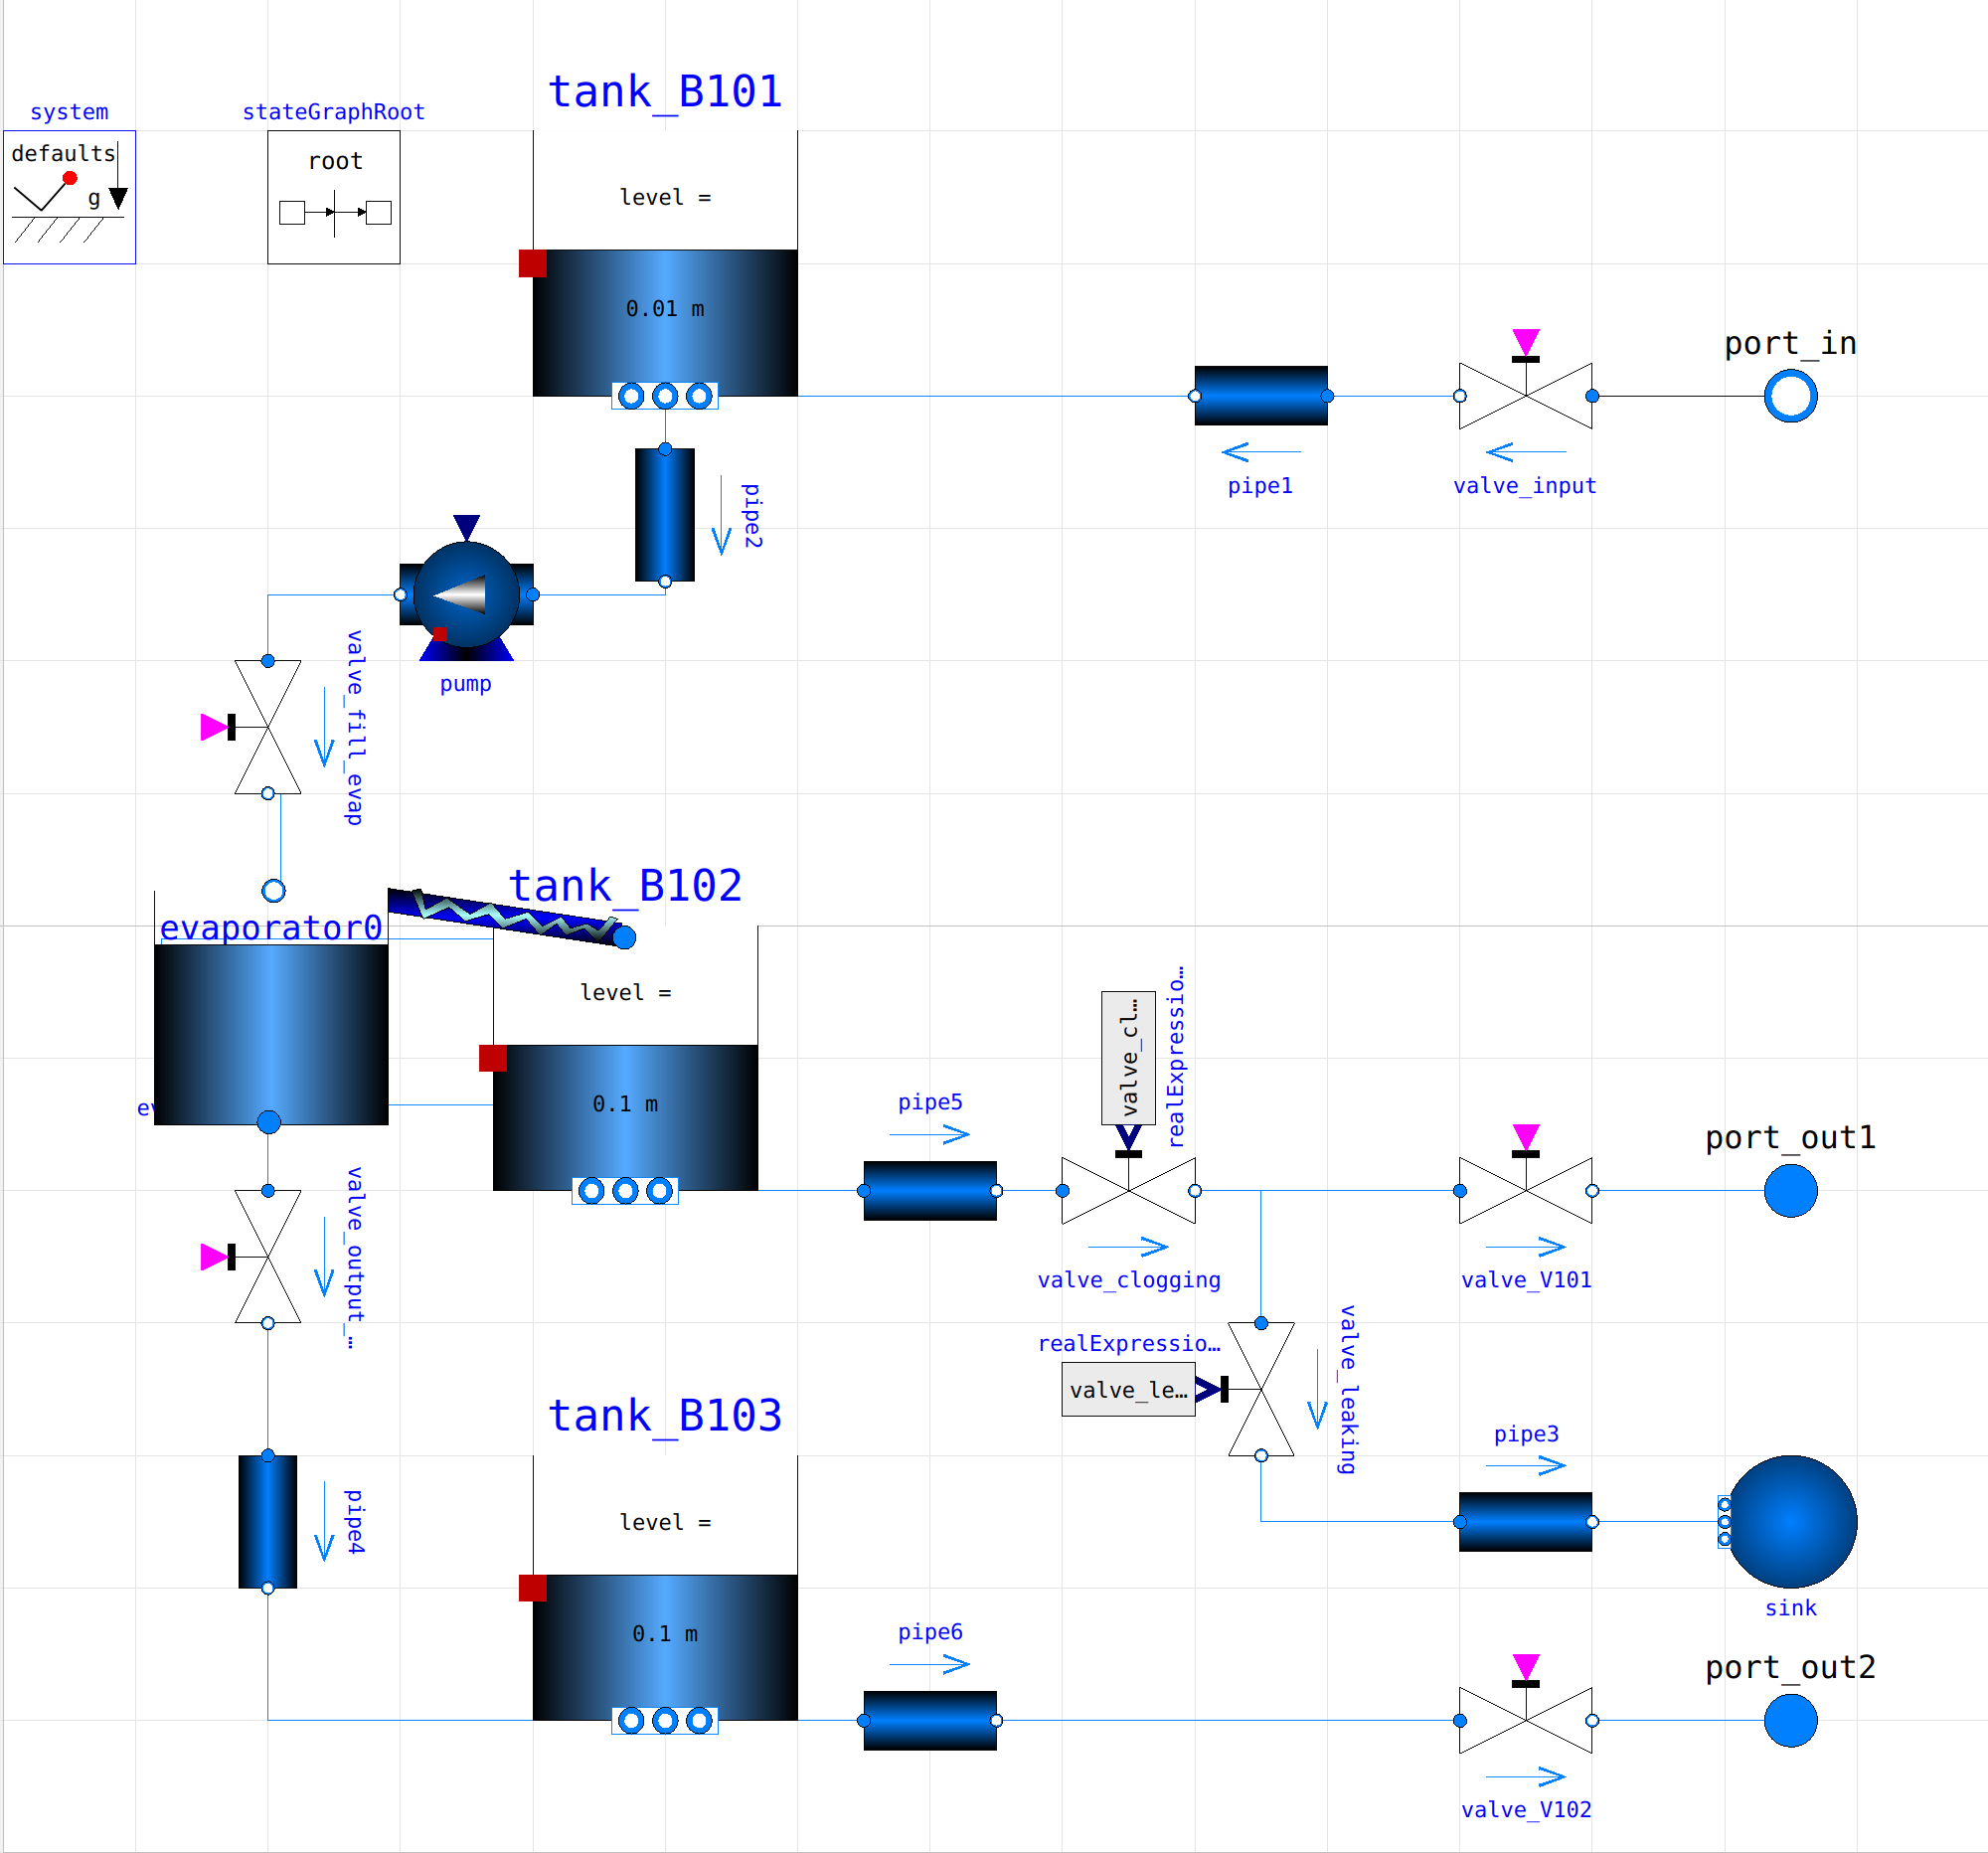 tank_B101
system
stateGraphRoot
defaults
g
root
level =
0.01 m
port_in
pipe1
valve_input
pipe2
pump
valve_fill_evap
tank_B102
evaporator0
level =
0.1 m
ev
pipe5
valve_cl…
realExpressio…
port_out1
valve_clogging
valve_V101
valve_output_…
realExpressio…
valve_le…
valve_leaking
tank_B103
pipe3
pipe4
level =
0.1 m
sink
pipe6
port_out2
valve_V102